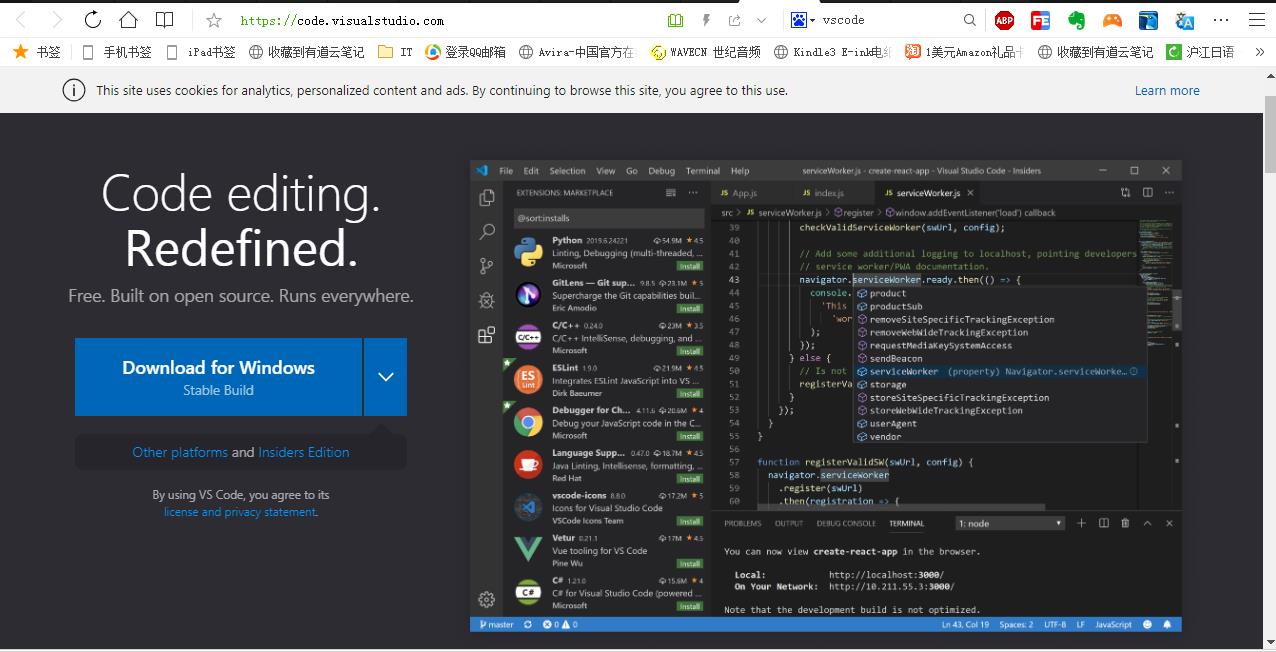 https://code.visualstudio.com
vscode
ABP
书签 手机书签 iPad书签 收藏到有道云笔记 IT 登录QQ邮箱 Avira-中国官方在 WAVECN 世纪音频 Kindle3 E-ink电纸 1美元Amazon礼品卡 收藏到有道云笔记 沪江日语
This site uses cookies for analytics, personalized content and ads. By continuing to browse this site, you agree to this use.
Learn more
Code editing.
Redefined.
Free. Built on open source. Runs everywhere.
Download for Windows
Stable Build
Other platforms and Insiders Edition
By using VS Code, you agree to its
license and privacy statement.
File Edit Selection View Go Debug Terminal Help serviceWorker.js - create-react-app - Visual Studio Code - Insiders
EXTENSIONS: MARKETPLACE
@sort:installs
Python 2019.6.24221 54.9M ★ 4.5
Linting, Debugging (multi-threaded, ...
Microsoft Install
GitLens — Git sup... 9.8.5 23.1M ★ 5
Supercharge the Git capabilities buil...
Eric Amodio Install
C/C++ 0.24.0 23M ★ 3.5
C/C++ IntelliSense, debugging, and ...
Microsoft Install
ESLint 1.9.0 21.9M ★ 4.5
Integrates ESLint JavaScript into VS ...
Dirk Baeumer Install
Debugger for Ch... 4.11.6 20.6M ★ 4
Debug your JavaScript code in the C...
Microsoft Install
Language Supp... 0.47.0 18.7M ★ 4.5
Java Linting, Intellisense, formatting, ...
Red Hat Install
vscode-icons 8.8.0 17.2M ★ 5
Icons for Visual Studio Code
VSCode Icons Team Install
Vetur 0.21.1 17M ★ 4.5
Vue tooling for VS Code
Pine Wu Install
C# 1.21.0 15.6M ★ 4
C# for Visual Studio Code (powered ...
Microsoft Install
JS App.js JS index.js JS serviceWorker.js
src > JS serviceWorker.js > register > window.addEventListener('load') callback
39 checkValidServiceWorker(swUrl, config);
40
41 // Add some additional logging to localhost, pointing developers
42 // service worker/PWA documentation.
43 navigator.serviceWorker.ready.then(() => {
44 console.
45 'This
46 'wor
47 );
48 });
49 } else {
50 // Is not
51 registerVa
52 }
53 });
54 }
55 }
56
57 function registerValidSW(swUrl, config) {
58 navigator.serviceWorker
59 .register(swUrl)
60 .then(registration => {
product
productSub
removeSiteSpecificTrackingException
removeWebWideTrackingException
requestMediaKeySystemAccess
sendBeacon
serviceWorker (property) Navigator.serviceWorke...
storage
storeSiteSpecificTrackingException
storeWebWideTrackingException
userAgent
vendor
PROBLEMS OUTPUT DEBUG CONSOLE TERMINAL 1: node
You can now view create-react-app in the browser.
Local: http://localhost:3000/
On Your Network: http://10.211.55.3:3000/
Note that the development build is not optimized.
master 0 0 Ln 43, Col 19 Spaces: 2 UTF-8 LF JavaScript